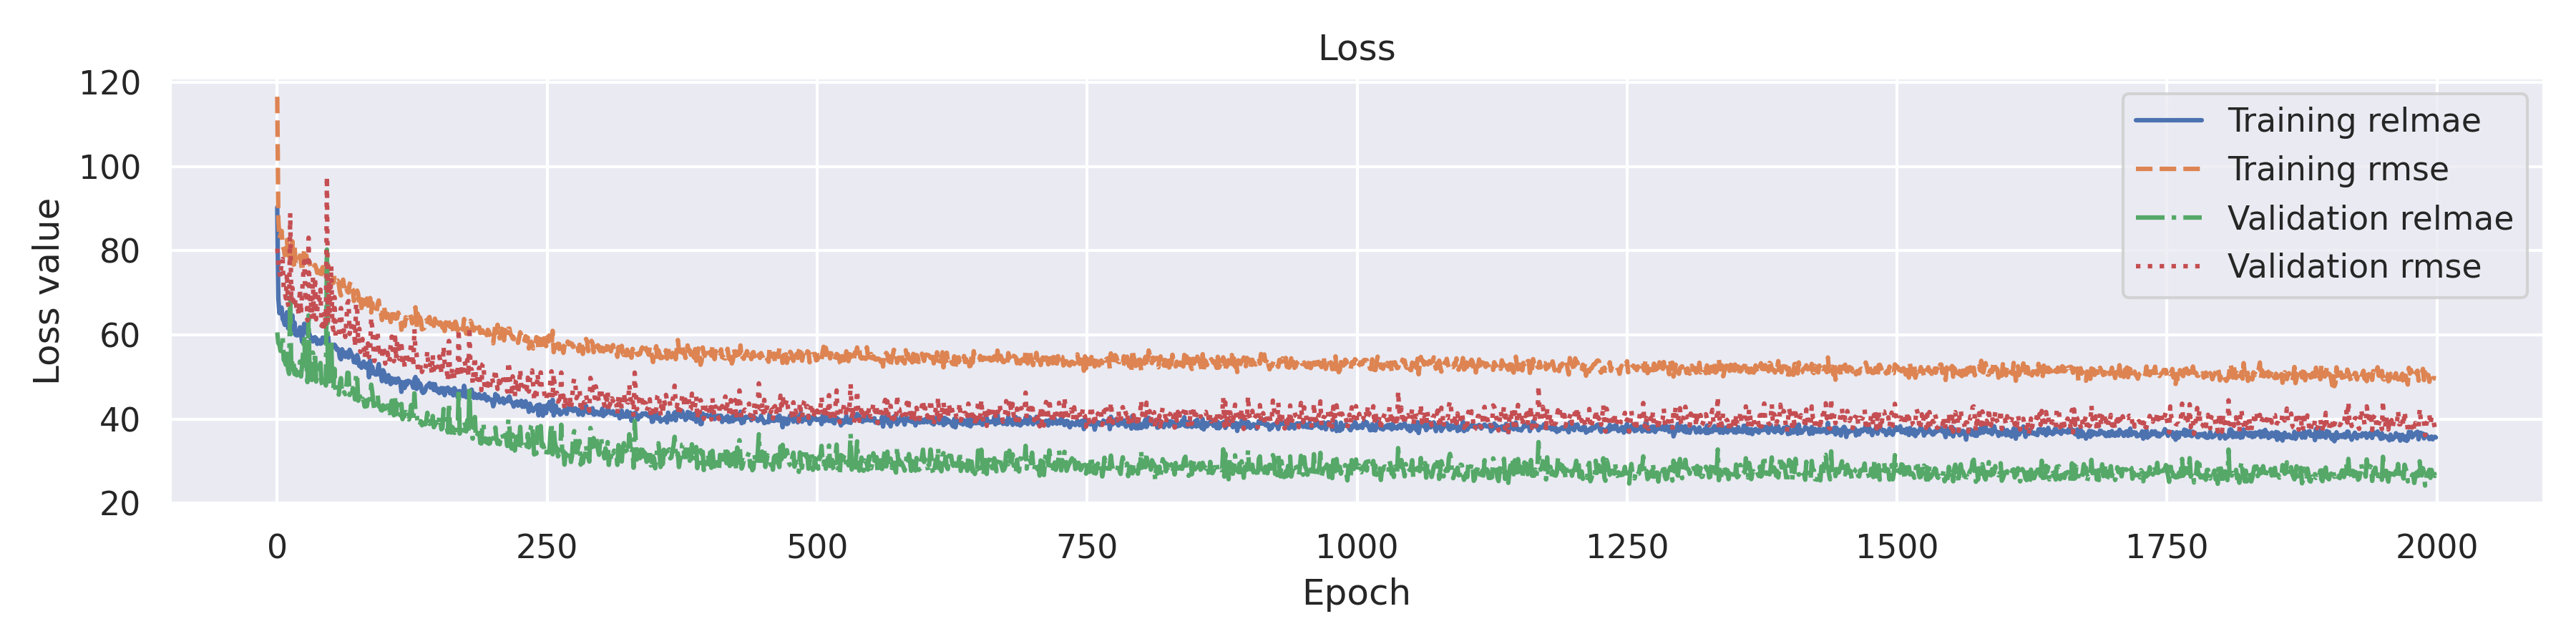 Loss
120
100
80
60
40
20
Loss value
Training relmae
Training rmse
Validation relmae
Validation rmse
0 250 500 750 1000 1250 1500 1750 2000
Epoch